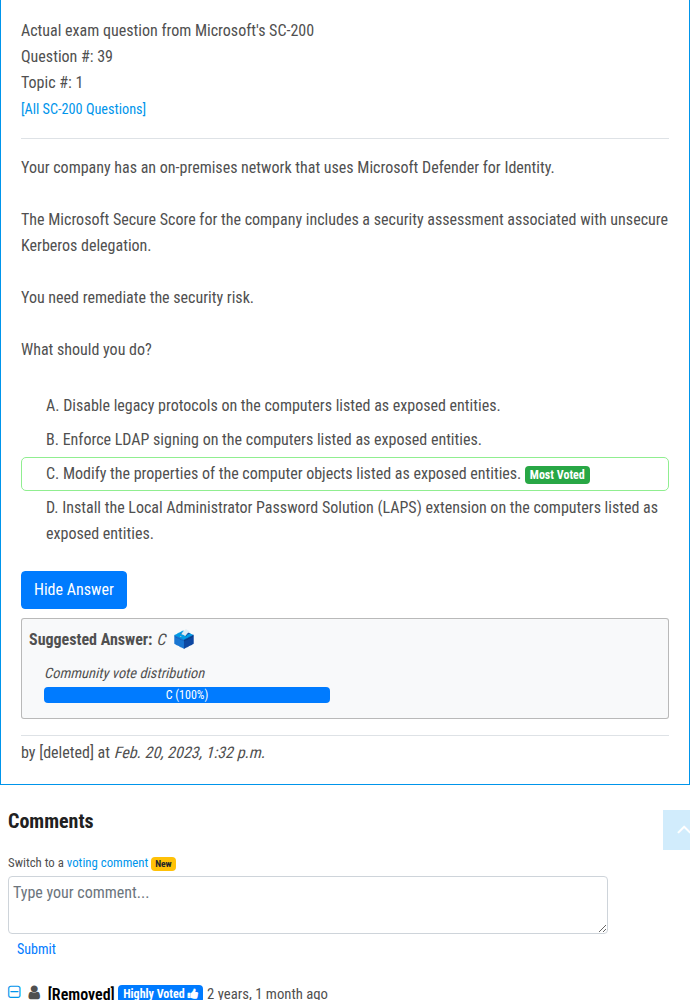 Actual exam question from Microsoft's SC-200
Question #: 39
Topic #: 1
[All SC-200 Questions]
Your company has an on-premises network that uses Microsoft Defender for Identity.
The Microsoft Secure Score for the company includes a security assessment associated with unsecure
Kerberos delegation.
You need remediate the security risk.
What should you do?
A. Disable legacy protocols on the computers listed as exposed entities.
B. Enforce LDAP signing on the computers listed as exposed entities.
C. Modify the properties of the computer objects listed as exposed entities. Most Voted
D. Install the Local Administrator Password Solution (LAPS) extension on the computers listed as
exposed entities.
Hide Answer
Suggested Answer: C
Community vote distribution
C (100%)
by [deleted] at Feb. 20, 2023, 1:32 p.m.
Comments
Switch to a voting comment New
Type your comment...
Submit
[Removed] Highly Voted 2 years, 1 month ago